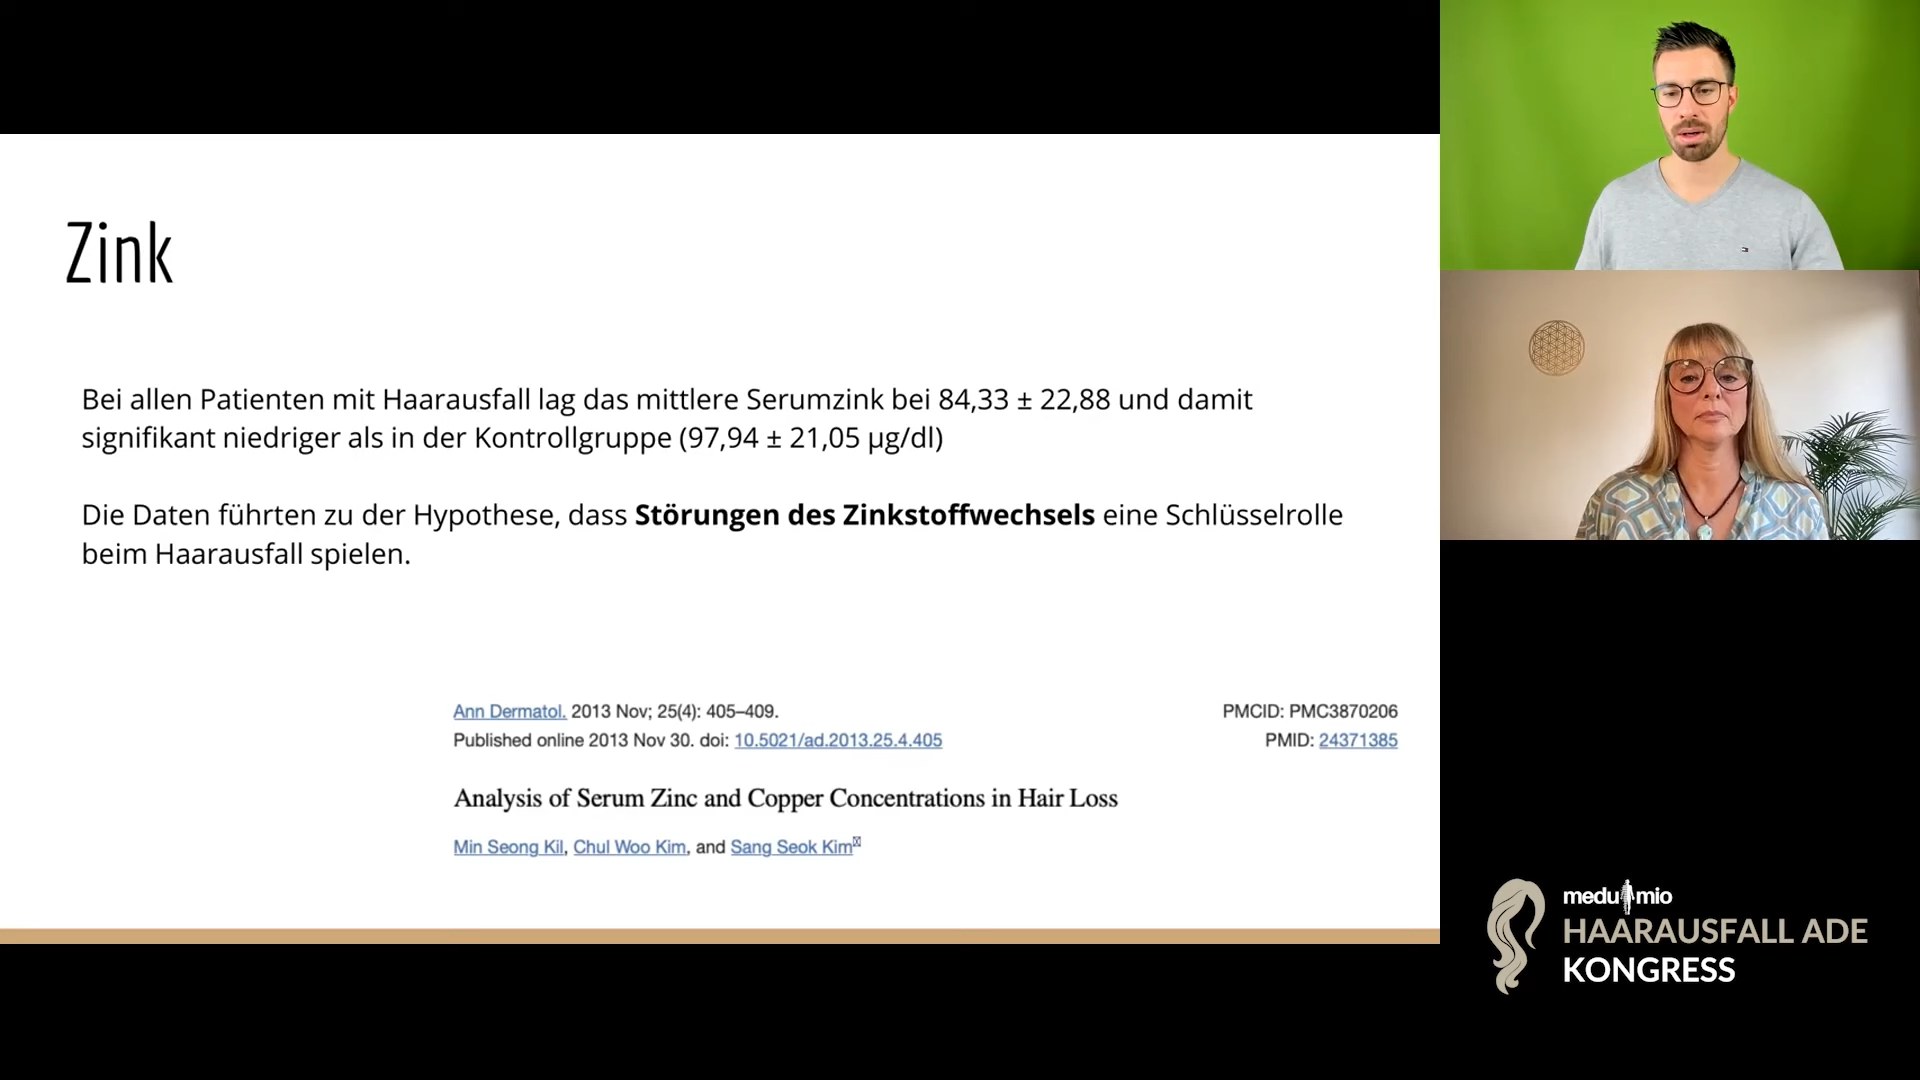 Zink
Bei allen Patienten mit Haarausfall lag das mittlere Serumzink bei 84,33 ± 22,88 und damit
signifikant niedriger als in der Kontrollgruppe (97,94 ± 21,05 µg/dl)
Die Daten führten zu der Hypothese, dass Störungen des Zinkstoffwechsels eine Schlüsselrolle
beim Haarausfall spielen.
Ann Dermatol. 2013 Nov; 25(4): 405–409.
Published online 2013 Nov 30. doi: 10.5021/ad.2013.25.4.405
PMCID: PMC3870206
PMID: 24371385
Analysis of Serum Zinc and Copper Concentrations in Hair Loss
Min Seong Kil, Chul Woo Kim, and Sang Seok Kim
medumio
HAARAUSFALL ADE
KONGRESS